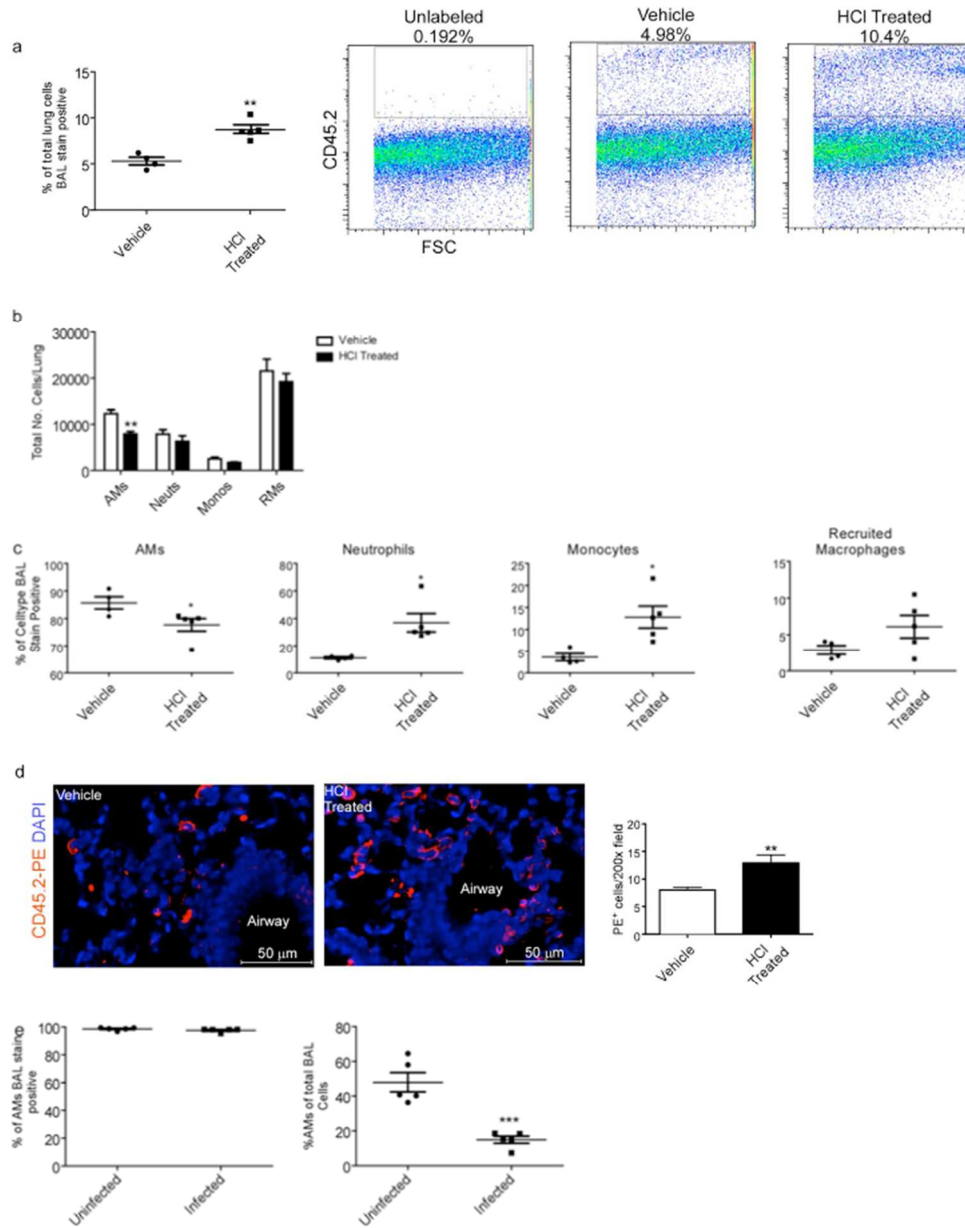 a
% of total lung cells
BAL stain positive
15
10
5
0
**
Vehicle
HCl
Treated
Unlabeled
0.192%
Vehicle
4.98%
HCl Treated
10.4%
CD45.2
FSC
b
Total No. Cells/Lung
30000
20000
10000
0
**
AMs
Neuts
Monos
RMs
Vehicle
HCl Treated
c
% of Celltype BAL
Stain Positive
AMs
100
90
80
70
60
*
Vehicle
HCl
Treated
Neutrophils
80
60
40
20
0
*
Vehicle
HCl
Treated
Monocytes
25
20
15
10
5
0
*
Vehicle
HCl
Treated
Recruited
Macrophages
15
10
5
0
Vehicle
HCl
Treated
d
CD45.2-PE DAPI
Vehicle
Airway
50 μm
HCl
Treated
Airway
50 μm
PE+ cells/200x field
20
15
10
5
0
**
Vehicle
HCl
Treated
% of AMs BAL stain
positive
100
80
60
40
20
0
Uninfected
Infected
%AMs of total BAL
Cells
80
60
40
20
0
***
Uninfected
Infected